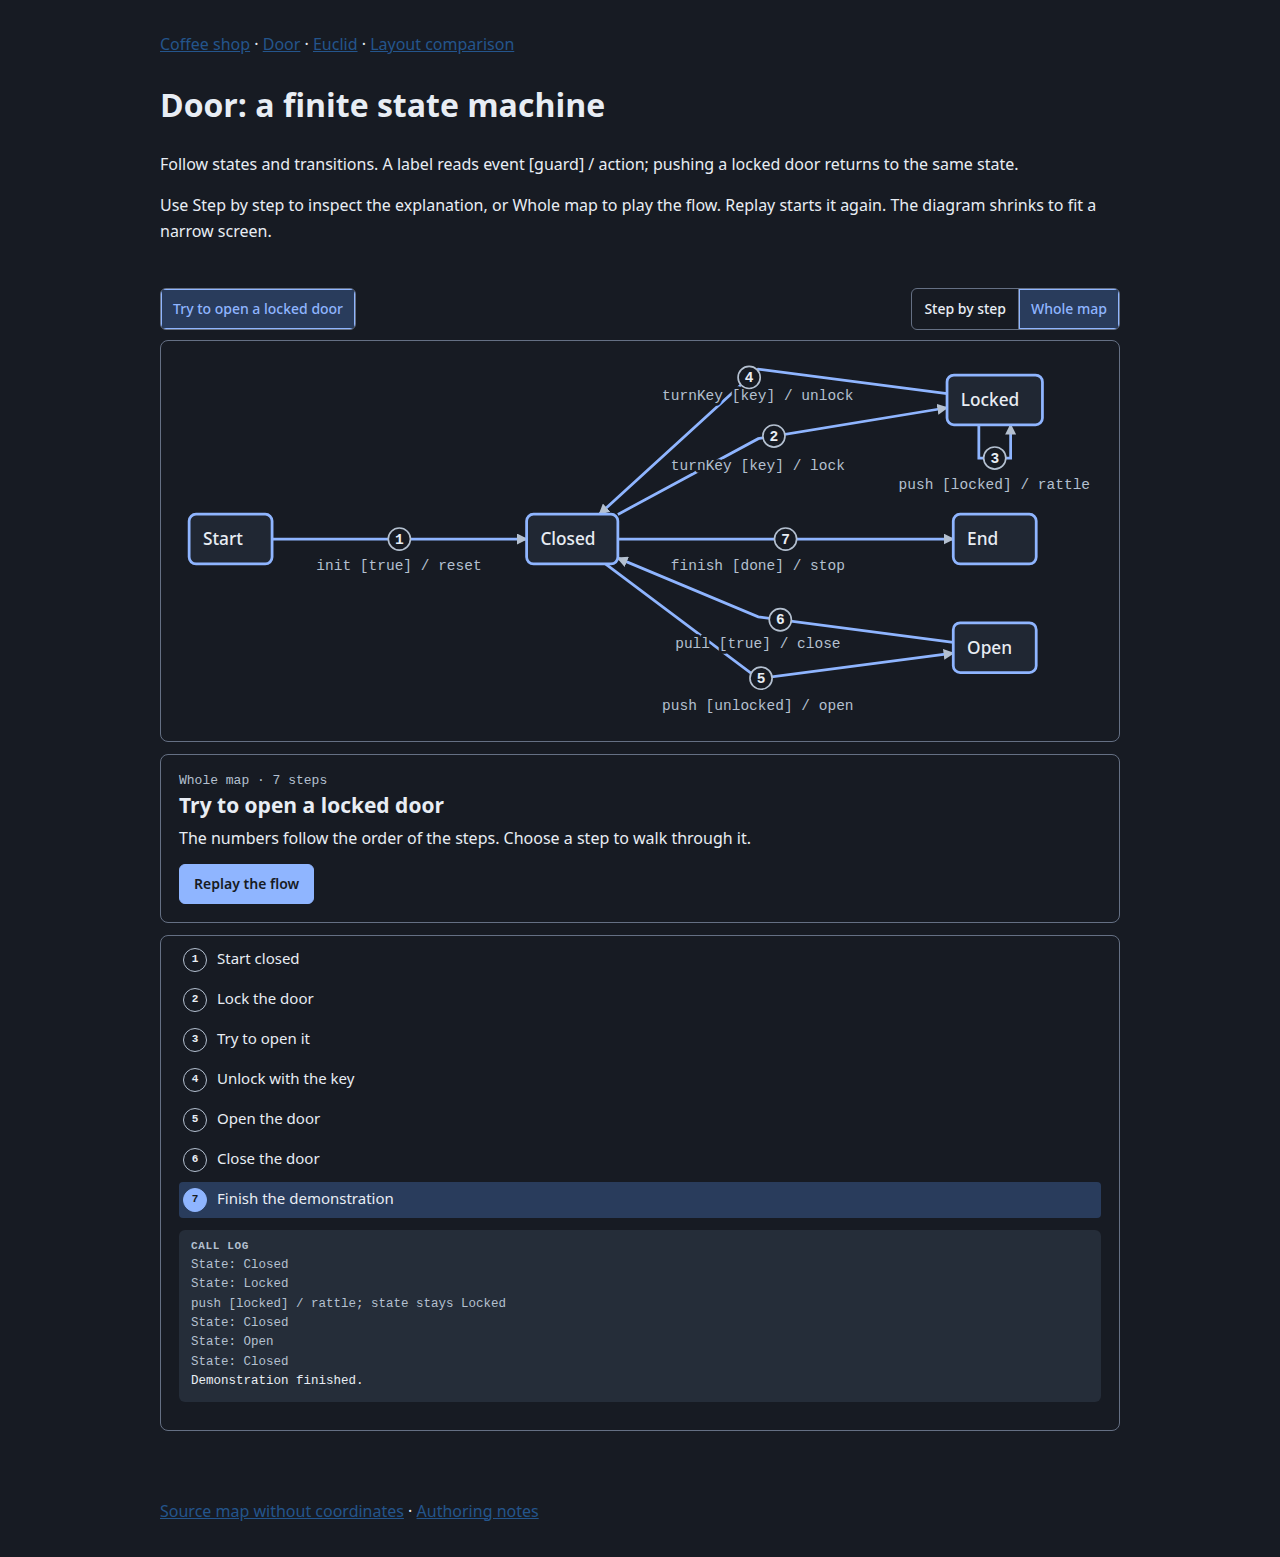 Coffee shop · Door · Euclid · Layout comparison
Door: a finite state machine
Follow states and transitions. A label reads event [guard] / action; pushing a locked door returns to the same state.
Use Step by step to inspect the explanation, or Whole map to play the flow. Replay starts it again. The diagram shrinks to fit a
narrow screen.
Try to open a locked door
Step by step
Whole map
4
turnKey [key] / unlock
Locked
2
turnKey [key] / lock
3
push [locked] / rattle
Start
1
init [true] / reset
Closed
7
finish [done] / stop
End
6
pull [true] / close
Open
5
push [unlocked] / open
Whole map · 7 steps
Try to open a locked door
The numbers follow the order of the steps. Choose a step to walk through it.
Replay the flow
1 Start closed
2 Lock the door
3 Try to open it
4 Unlock with the key
5 Open the door
6 Close the door
7 Finish the demonstration
CALL LOG
State: Closed
State: Locked
push [locked] / rattle; state stays Locked
State: Closed
State: Open
State: Closed
Demonstration finished.
Source map without coordinates · Authoring notes